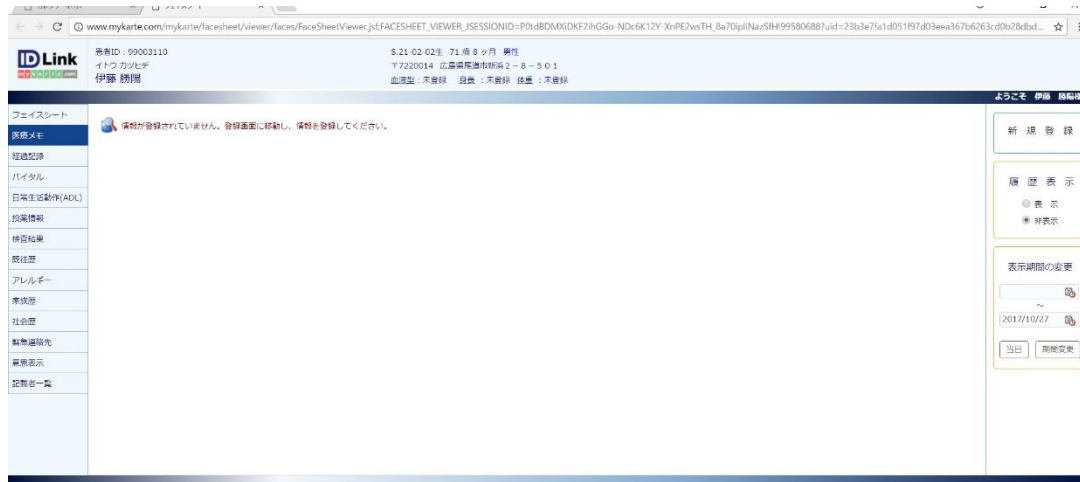 www.mykarte.com/mykarte/facesheet/viewer/faces/FaceSheetViewer.jsf;FACESHEET_VIEWER_JSESSIONID=
ID Link
患者ID：99003110
イトウ カツヒデ
伊藤 勝陽
S.21-02-02生 71 歳 8 ヶ月 男性
〒7220014 広島県尾道市新浜２－８－５０１
血液型：未登録 身長 ：未登録 体重 ：未登録
ようこそ 伊藤 勝陽様
フェイスシート
医療メモ
経過記録
バイタル
日常生活動作(ADL)
投薬情報
検査結果
既往歴
アレルギー
家族歴
社会歴
緊急連絡先
意思表示
記載者一覧
情報が登録されていません。登録画面に移動し、情報を登録してください。
新 規 登 録
履 歴 表 示
表 示
非表示
表示期間の変更
～
2017/10/27
当日 期間変更